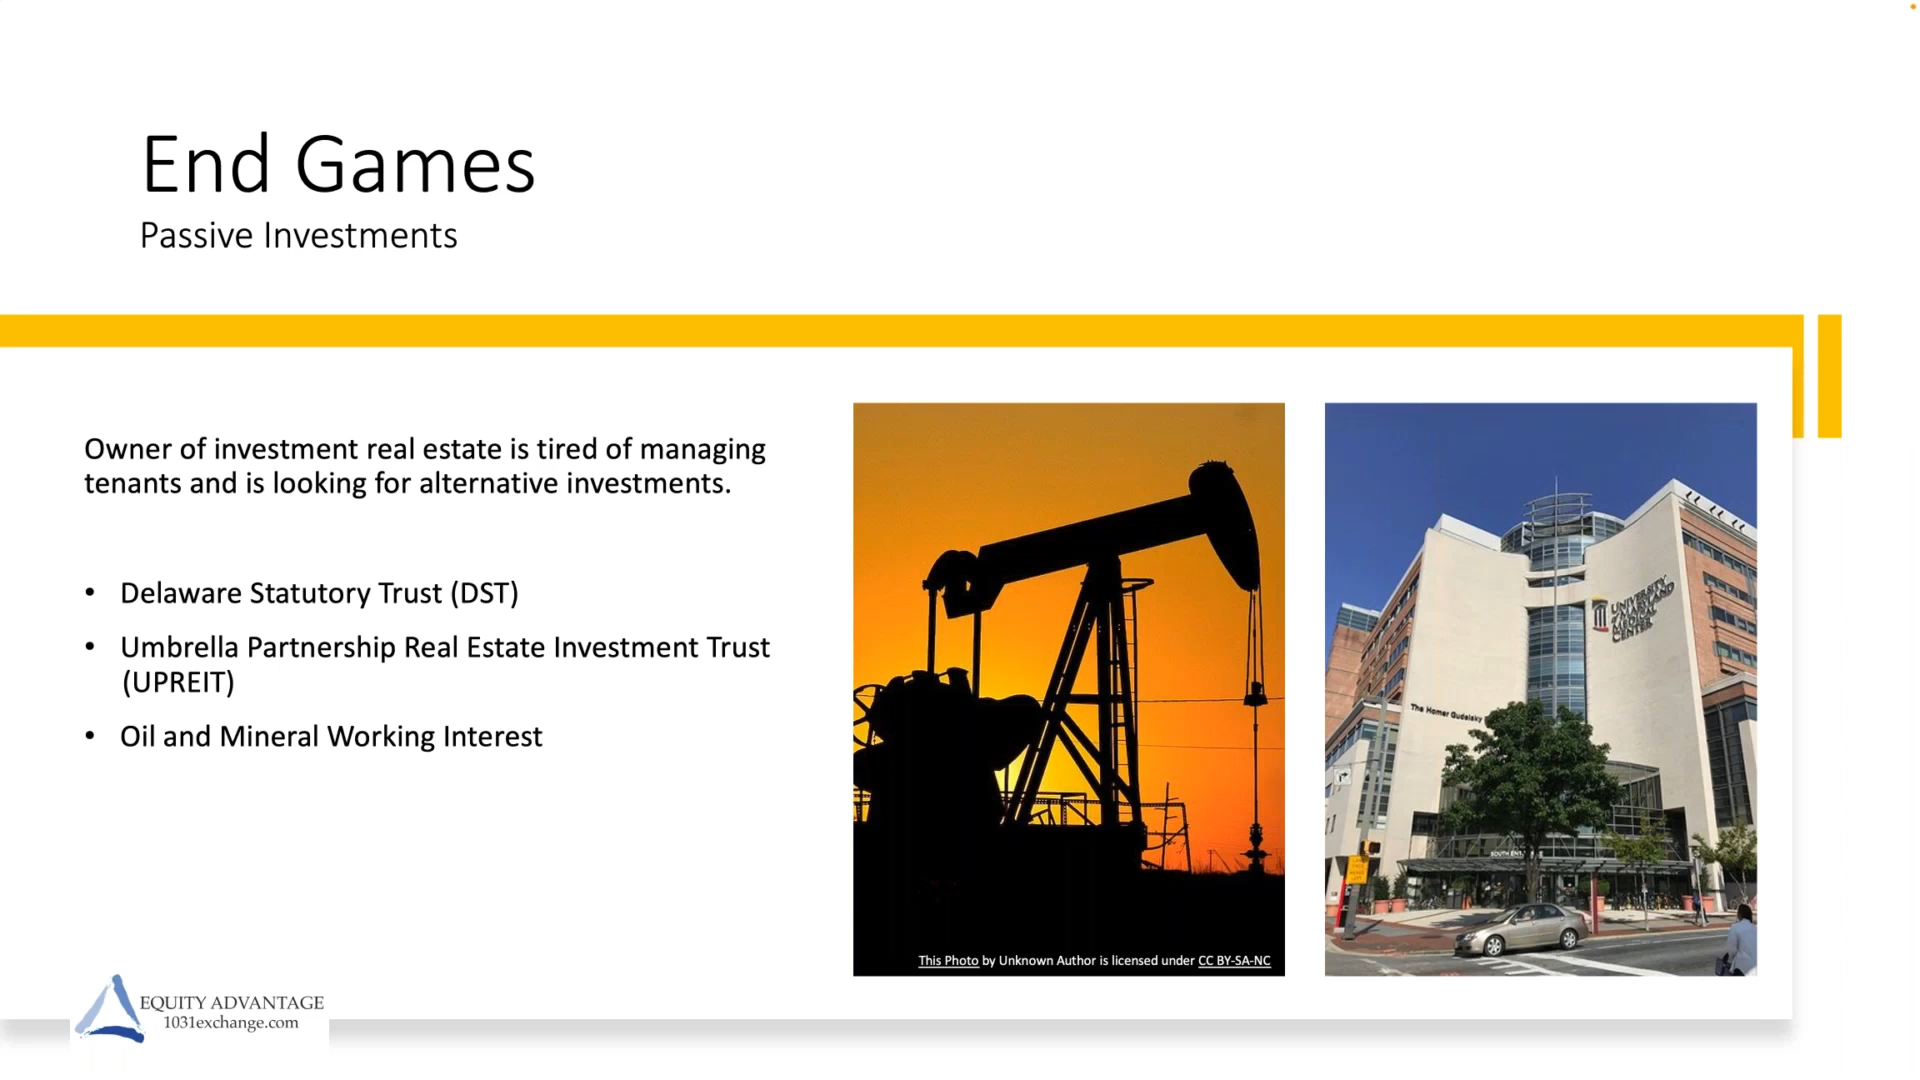 End Games
Passive Investments
Owner of investment real estate is tired of managing
tenants and is looking for alternative investments.
• Delaware Statutory Trust (DST)
• Umbrella Partnership Real Estate Investment Trust
(UPREIT)
• Oil and Mineral Working Interest
This Photo by Unknown Author is licensed under CC BY-SA-NC
UNIVERSITY
of MARYLAND
MEDICAL
CENTER
The Homer Gudelsky
SOUTH
EQUITY ADVANTAGE
1031exchange.com